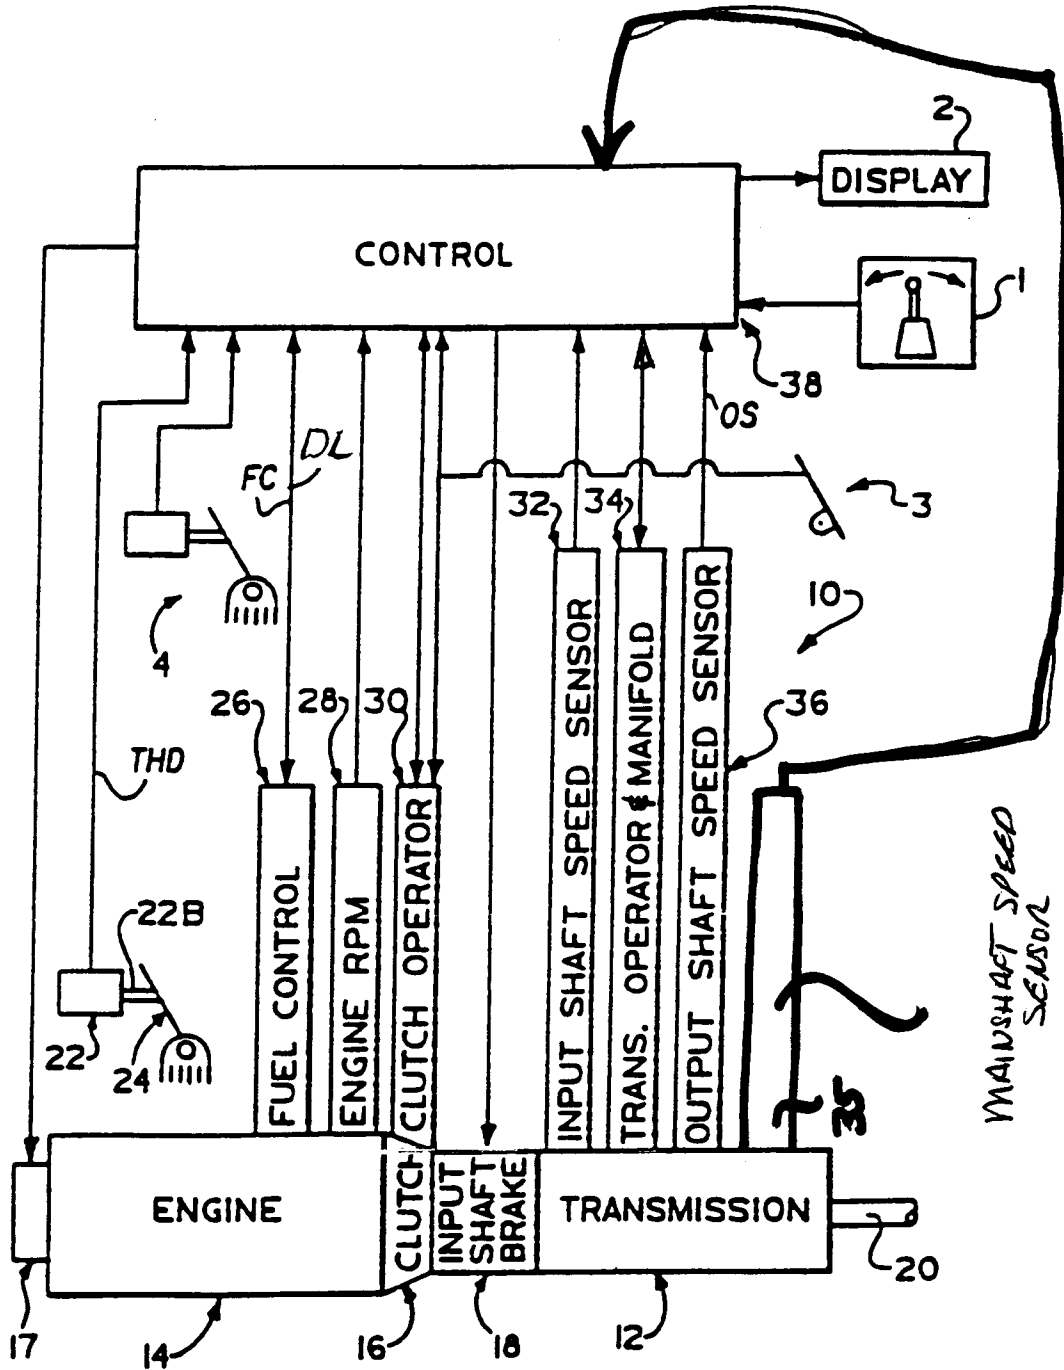 2
DISPLAY
CONTROL
1
38
OS
DL
FC
3
32
34
10
4
26
28
30
36
THD
INPUT SHAFT SPEED SENSOR
TRANS. OPERATOR & MANIFOLD
OUTPUT SHAFT SPEED SENSOR
FUEL CONTROL
ENGINE RPM
CLUTCH OPERATOR
22B
22
24
MAINSHAFT SPEED
SENSOR
35
ENGINE
CLUTCH
INPUT
SHAFT
BRAKE
TRANSMISSION
20
17
14
16
18
12